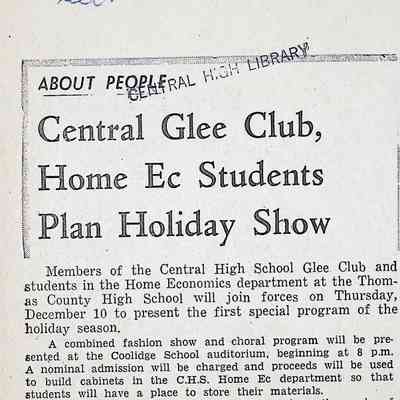 ABOUT PEOPLE
CENTRAL HIGH LIBRARY
Central Glee Club,
Home Ec Students
Plan Holiday Show
Members of the Central High School Glee Club and
students in the Home Economics department at the Thom-
as County High School will join forces on Thursday,
December 10 to present the first special program of the
holiday season.
A combined fashion show and choral program will be pre-
sented at the Coolidge School auditorium, beginning at 8 p.m.
A nominal admission will be charged and proceeds will be used
to build cabinets in the C.H.S. Home Ec department so that
students will have a place to store their materials.